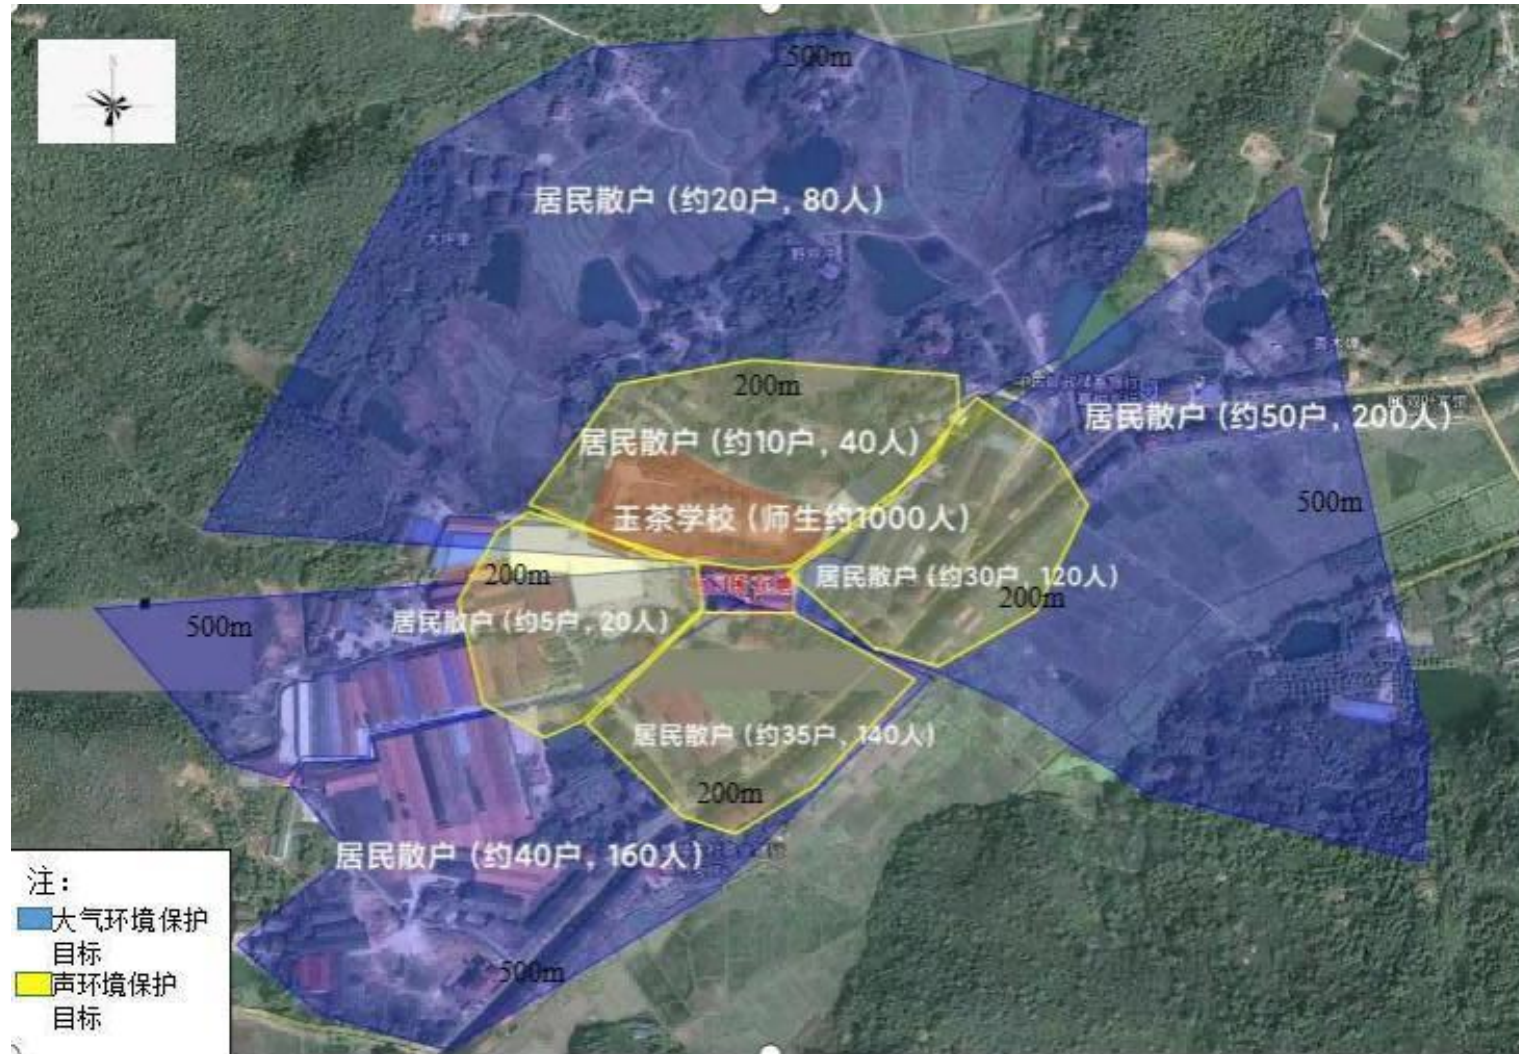 500m
居民散户（约20户，80人）
200m
居民散户（约10户，40人）
居民散户（约50户，200人）
500m
玉茶学校（师生约1000人）
200m
居民散户（约30户，120人）
200m
居民散户（约5户，20人）
500m
居民散户（约35户，140人）
200m
居民散户（约40户，160人）
500m
注：
大气环境保护
目标
声环境保护
目标